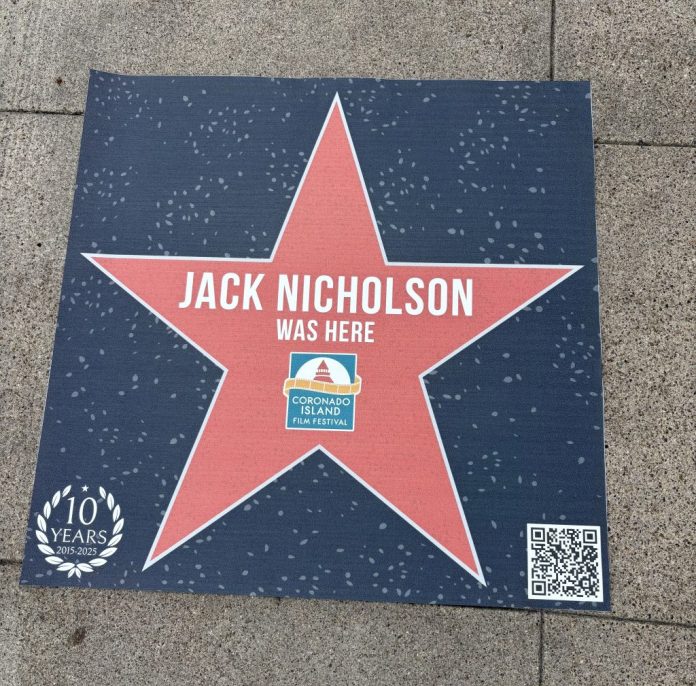 JACK NICHOLSON
WAS HERE
CORONADO
ISLAND
FILM FESTIVAL
10
YEARS
2015-2025